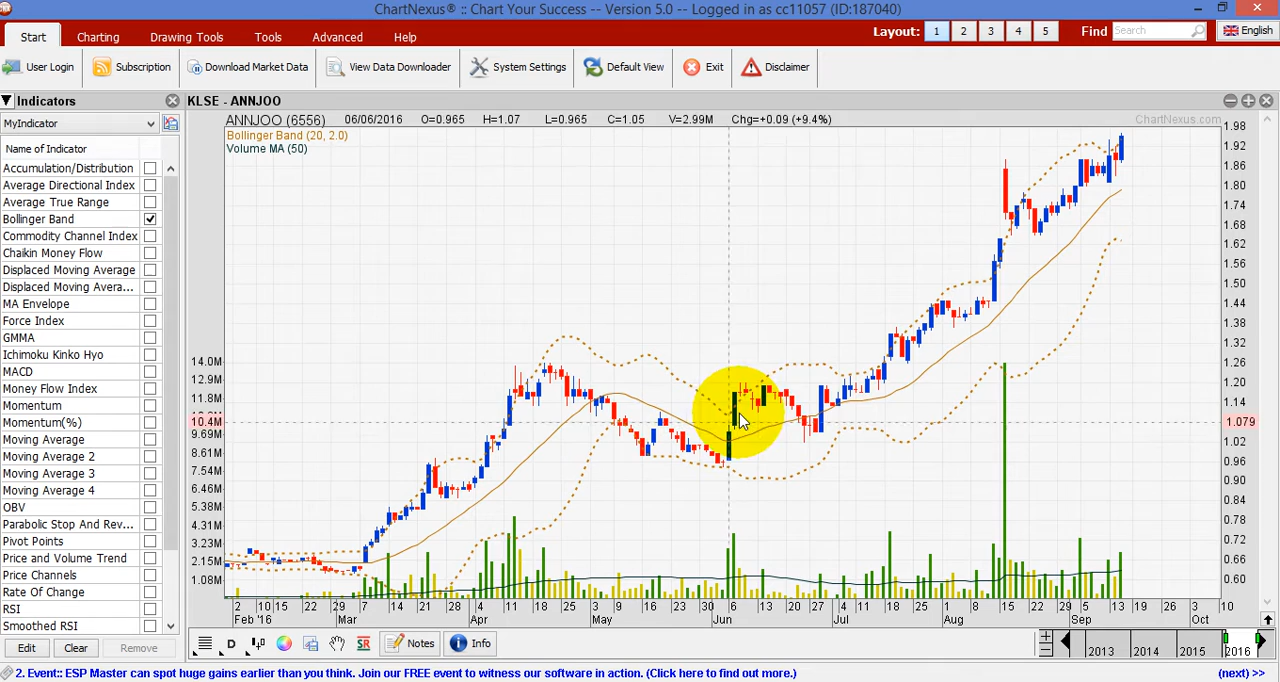 ChartNexus® :: Chart Your Success -- Version 5.0 -- Logged in as cc11057 (ID:187040)
Start Charting Drawing Tools Tools Advanced Help Layout: 1 2 3 4 5 Find Search English
User Login Subscription Download Market Data View Data Downloader System Settings Default View Exit Disclaimer
Indicators
KLSE - ANNJOO
MyIndicator
Name of Indicator
Accumulation/Distribution
Average Directional Index
Average True Range
Bollinger Band
Commodity Channel Index
Chaikin Money Flow
Displaced Moving Average
Displaced Moving Avera...
MA Envelope
Force Index
GMMA
Ichimoku Kinko Hyo
MACD
Money Flow Index
Momentum
Momentum(%)
Moving Average
Moving Average 2
Moving Average 3
Moving Average 4
OBV
Parabolic Stop And Rev...
Pivot Points
Price and Volume Trend
Price Channels
Rate Of Change
RSI
Smoothed RSI
Edit Clear Remove
ANNJOO (6556) 06/06/2016 O=0.965 H=1.07 L=0.965 C=1.05 V=2.99M Chg=+0.09 (+9.4%)
ChartNexus.com
Bollinger Band (20, 2.0)
Volume MA (50)
1.98
1.92
1.86
1.80
1.74
1.68
1.62
1.56
1.50
1.44
1.38
1.32
1.26
1.20
1.14
1.079
1.02
0.96
0.90
0.84
0.78
0.72
0.66
0.60
14.0M
12.9M
11.8M
10.4M
9.69M
8.61M
7.54M
6.46M
5.38M
4.31M
3.23M
2.15M
1.08M
2 10 15 22 29 7 14 21 28 4 11 18 25 3 9 16 23 30 6 13 20 27 4 11 18 25 1 8 15 22 29 5 13 19 26 3 10
Feb '16 Mar Apr May Jun Jul Aug Sep Oct
D SR Notes Info
2013 2014 2015 2016
2. Event:: ESP Master can spot huge gains earlier than you think. Join our FREE event to witness our software in action. (Click here to find out more.) (next) >>